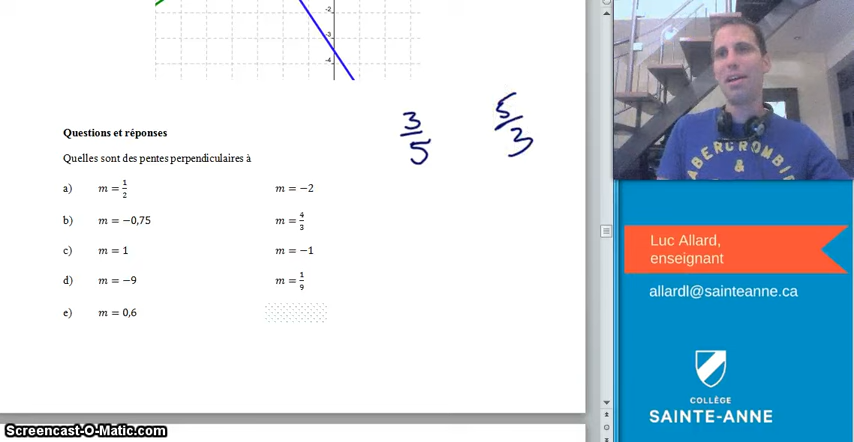 -2
-3
-4
3/5
5/3
Questions et réponses
Quelles sont des pentes perpendiculaires à
a) m = 1/2 m = −2
b) m = −0,75 m = 4/3
c) m = 1 m = −1
d) m = −9 m = 1/9
e) m = 0,6
ABERCROMBIE
&
Luc Allard,
enseignant
allardl@sainteanne.ca
COLLÈGE
SAINTE-ANNE
Screencast-O-Matic.com